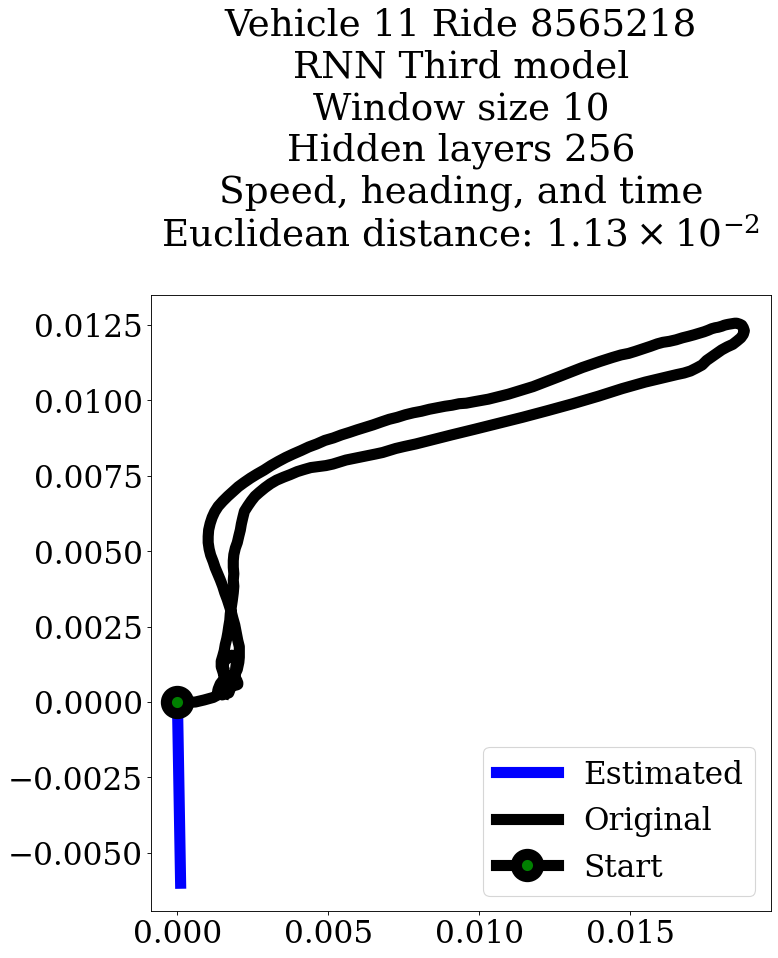 Vehicle 11 Ride 8565218
RNN Third model
Window size 10
Hidden layers 256
Speed, heading, and time
Euclidean distance: 1.13 × 10⁻²
0.0125
0.0100
0.0075
0.0050
0.0025
0.0000
−0.0025
−0.0050
Estimated
Original
Start
0.000 0.005 0.010 0.015